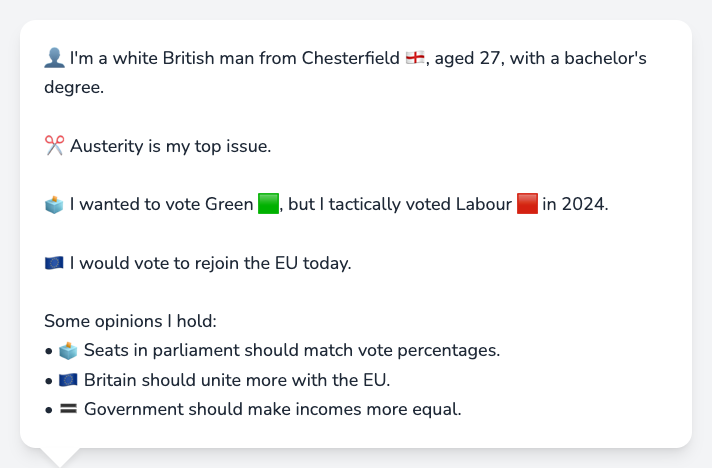 👤 I'm a white British man from Chesterfield 🏴󠁧󠁢󠁥󠁮󠁧󠁿, aged 27, with a bachelor's
degree.
✂️ Austerity is my top issue.
🗳️ I wanted to vote Green 🟩, but I tactically voted Labour 🟥 in 2024.
🇪🇺 I would vote to rejoin the EU today.
Some opinions I hold:
• 🗳️ Seats in parliament should match vote percentages.
• 🇪🇺 Britain should unite more with the EU.
• 🟰 Government should make incomes more equal.